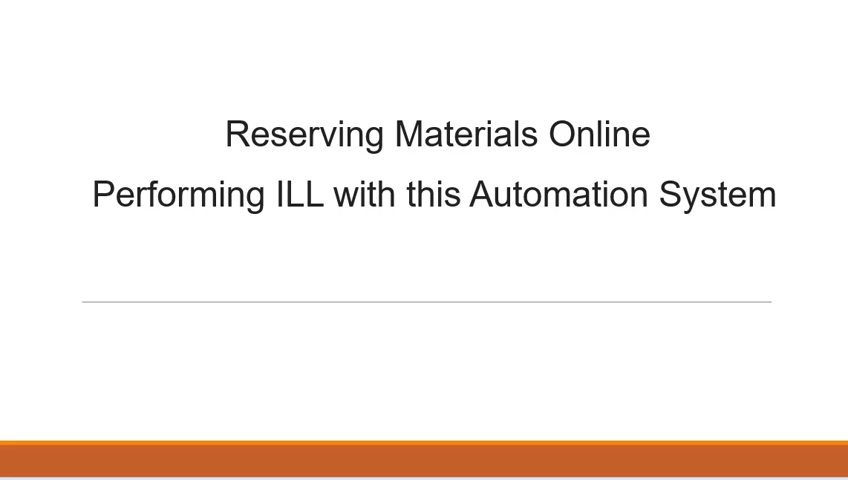 Reserving Materials Online
Performing ILL with this Automation System